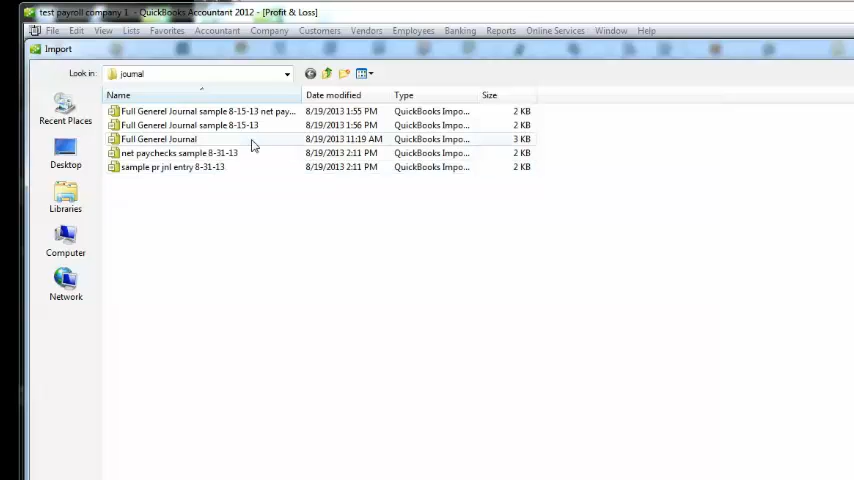 test payroll company 1 - QuickBooks Accountant 2012 - [Profit & Loss]
File Edit View Lists Favorites Accountant Company Customers Vendors Employees Banking Reports Online Services Window Help
Import
Look in: journal
Name Date modified Type Size
Full Generel Journal sample 8-15-13 net pay... 8/19/2013 1:55 PM QuickBooks Impo... 2 KB
Full Generel Journal sample 8-15-13 8/19/2013 1:56 PM QuickBooks Impo... 2 KB
Full Generel Journal 8/19/2013 11:19 AM QuickBooks Impo... 3 KB
net paychecks sample 8-31-13 8/19/2013 2:11 PM QuickBooks Impo... 2 KB
sample pr jnl entry 8-31-13 8/19/2013 2:11 PM QuickBooks Impo... 2 KB
Recent Places
Desktop
Libraries
Computer
Network